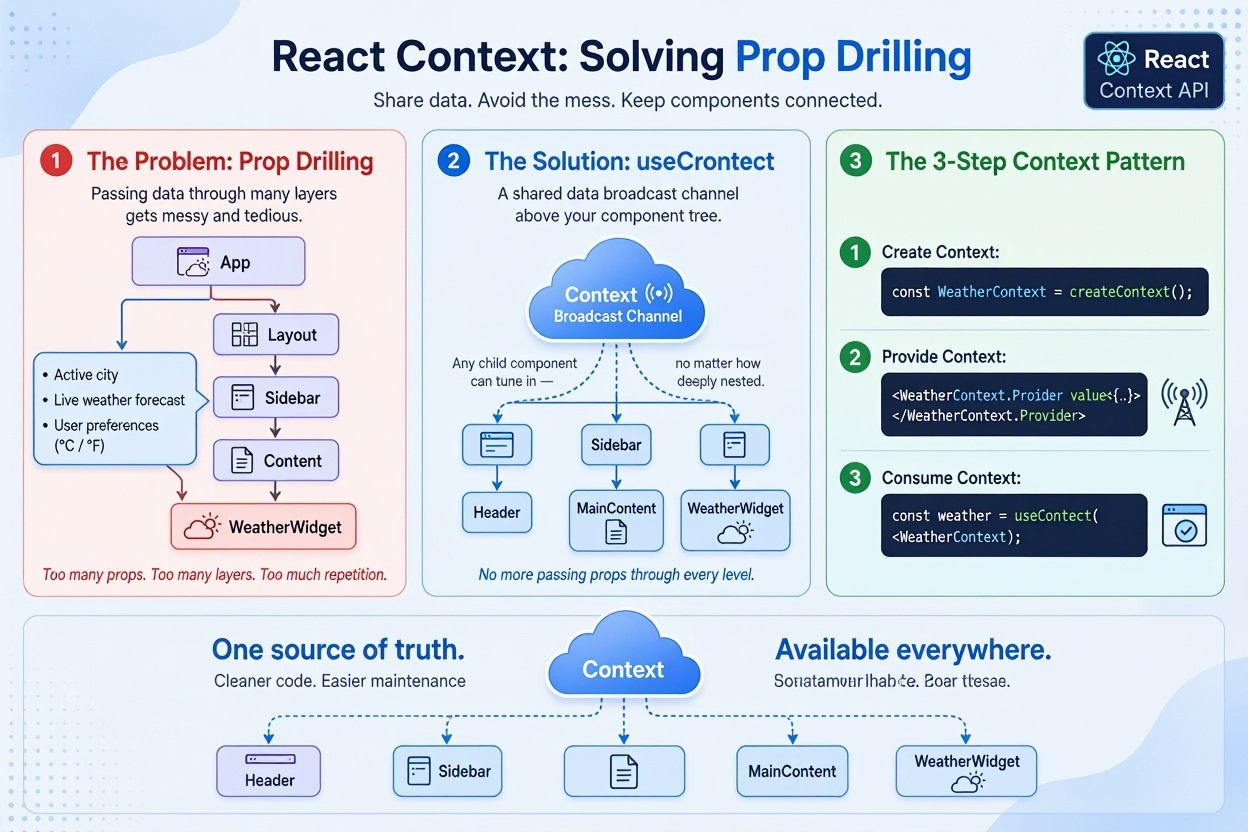 React Context: Solving Prop Drilling
Share data. Avoid the mess. Keep components connected.
React
Context API
1 The Problem: Prop Drilling
Passing data through many layers
gets messy and tedious.
App
Layout
• Active city
• Live weather forecast
• User preferences
(°C / °F)
Sidebar
Content
WeatherWidget
Too many props. Too many layers. Too much repetition.
2 The Solution: useCrontect
A shared data broadcast channel
above your component tree.
Context
Broadcast Channel
Any child component
can tune in —
no matter how
deeply nested.
Sidebar
Header
MainContent
WeatherWidget
No more passing props through every level.
3 The 3-Step Context Pattern
1 Create Context:
const WeatherContext = createContext();
2 Provide Context:
<WeatherContext.Proider value<{..}>
</WeatherContext.Provider>
3 Consume Context:
const weather = useContect(
<WeatherContext);
One source of truth.
Cleaner code. Easier maintenance
Context
Available everywhere.
Header
Sidebar
MainContent
WeatherWidget